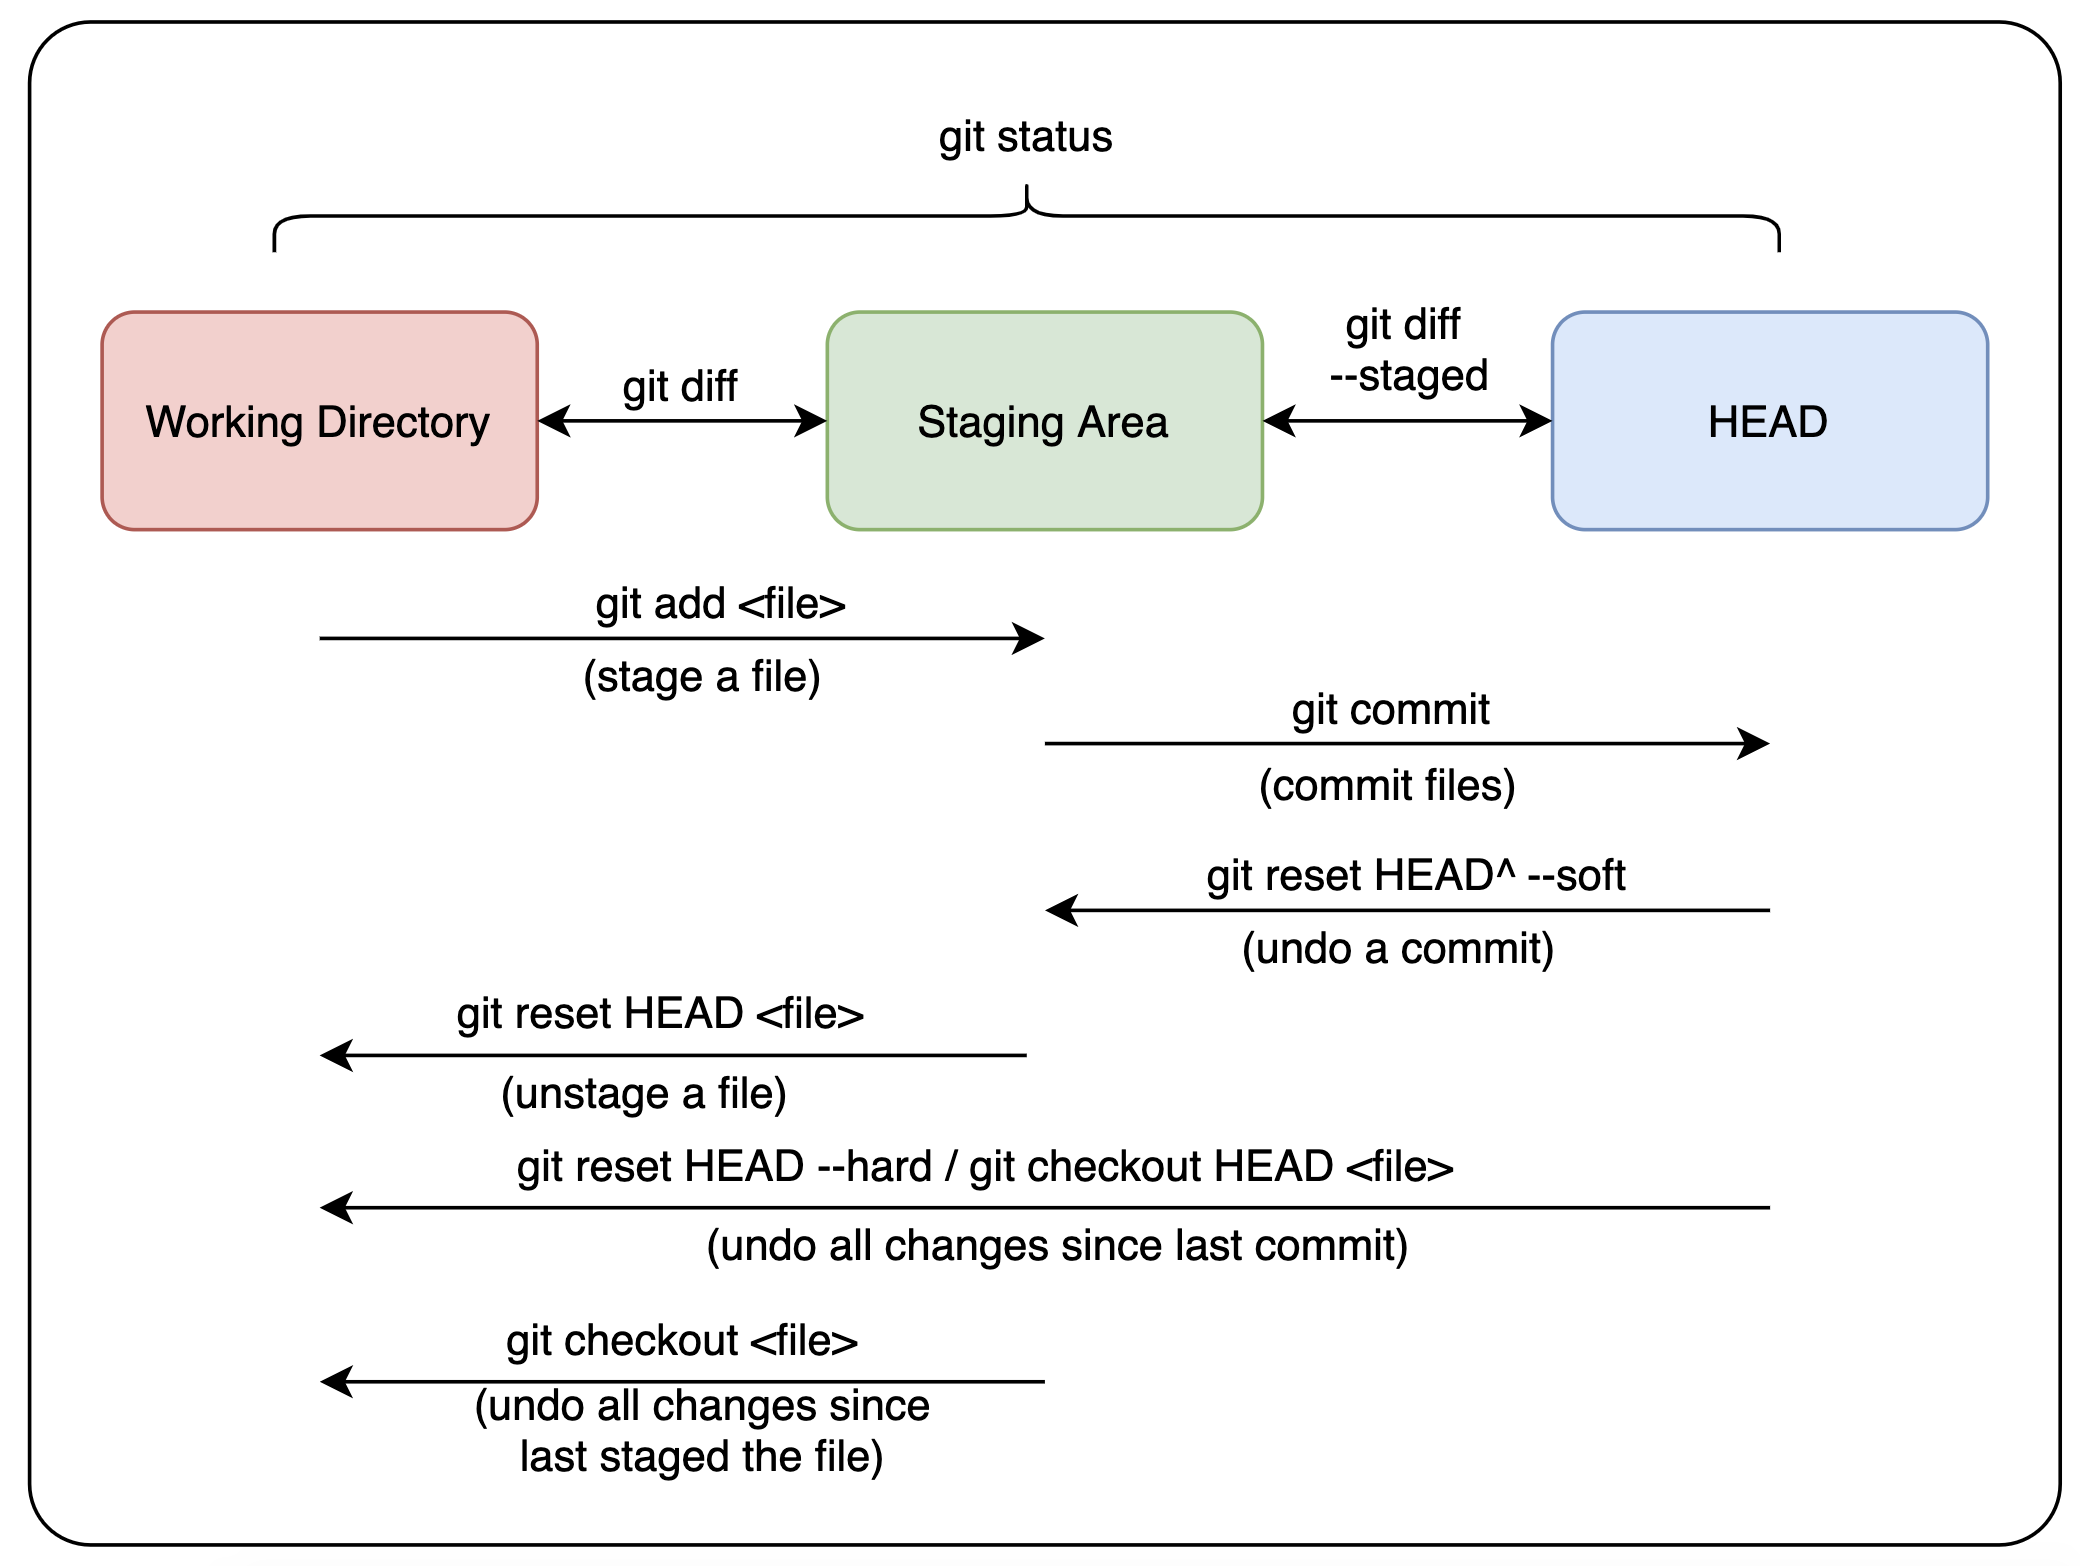 git status
Working Directory
git diff
Staging Area
git diff
--staged
HEAD
git add <file>
(stage a file)
git commit
(commit files)
git reset HEAD^ --soft
(undo a commit)
git reset HEAD <file>
(unstage a file)
git reset HEAD --hard / git checkout HEAD <file>
(undo all changes since last commit)
git checkout <file>
(undo all changes since
last staged the file)